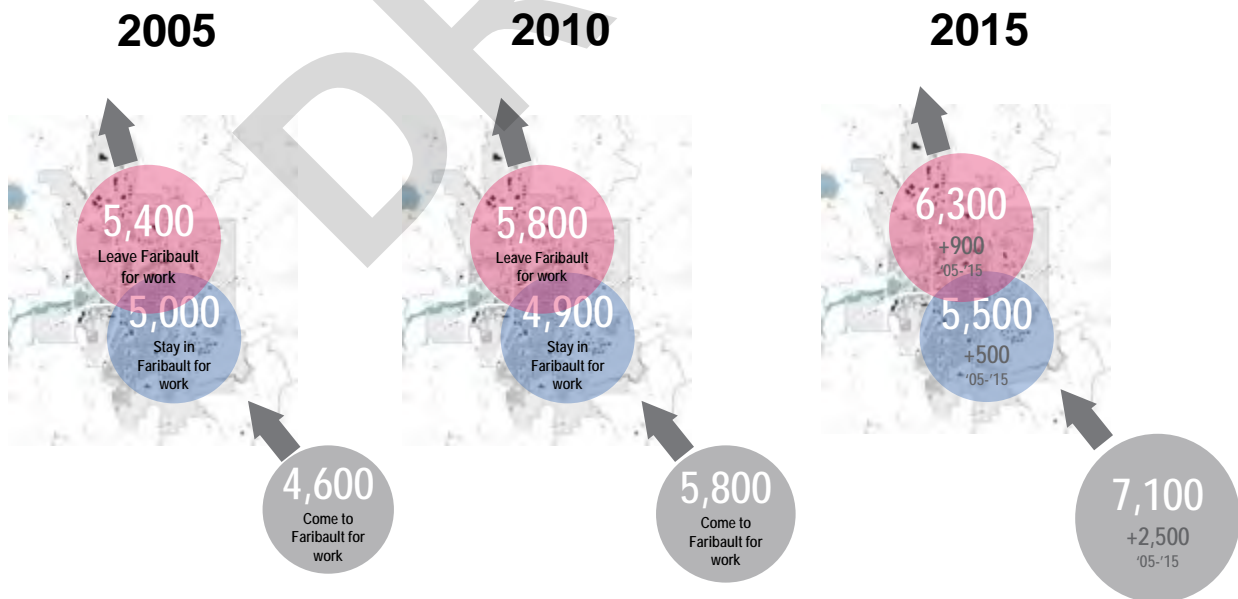 2005
2010
2015
5,400
Leave Faribault
for work
5,000
Stay in
Faribault for
work
4,600
Come to
Faribault for
work
5,800
Leave Faribault
for work
4,900
Stay in
Faribault for
work
5,800
Come to
Faribault for
work
6,300
+900
'05-'15
5,500
+500
'05-'15
7,100
+2,500
'05-'15